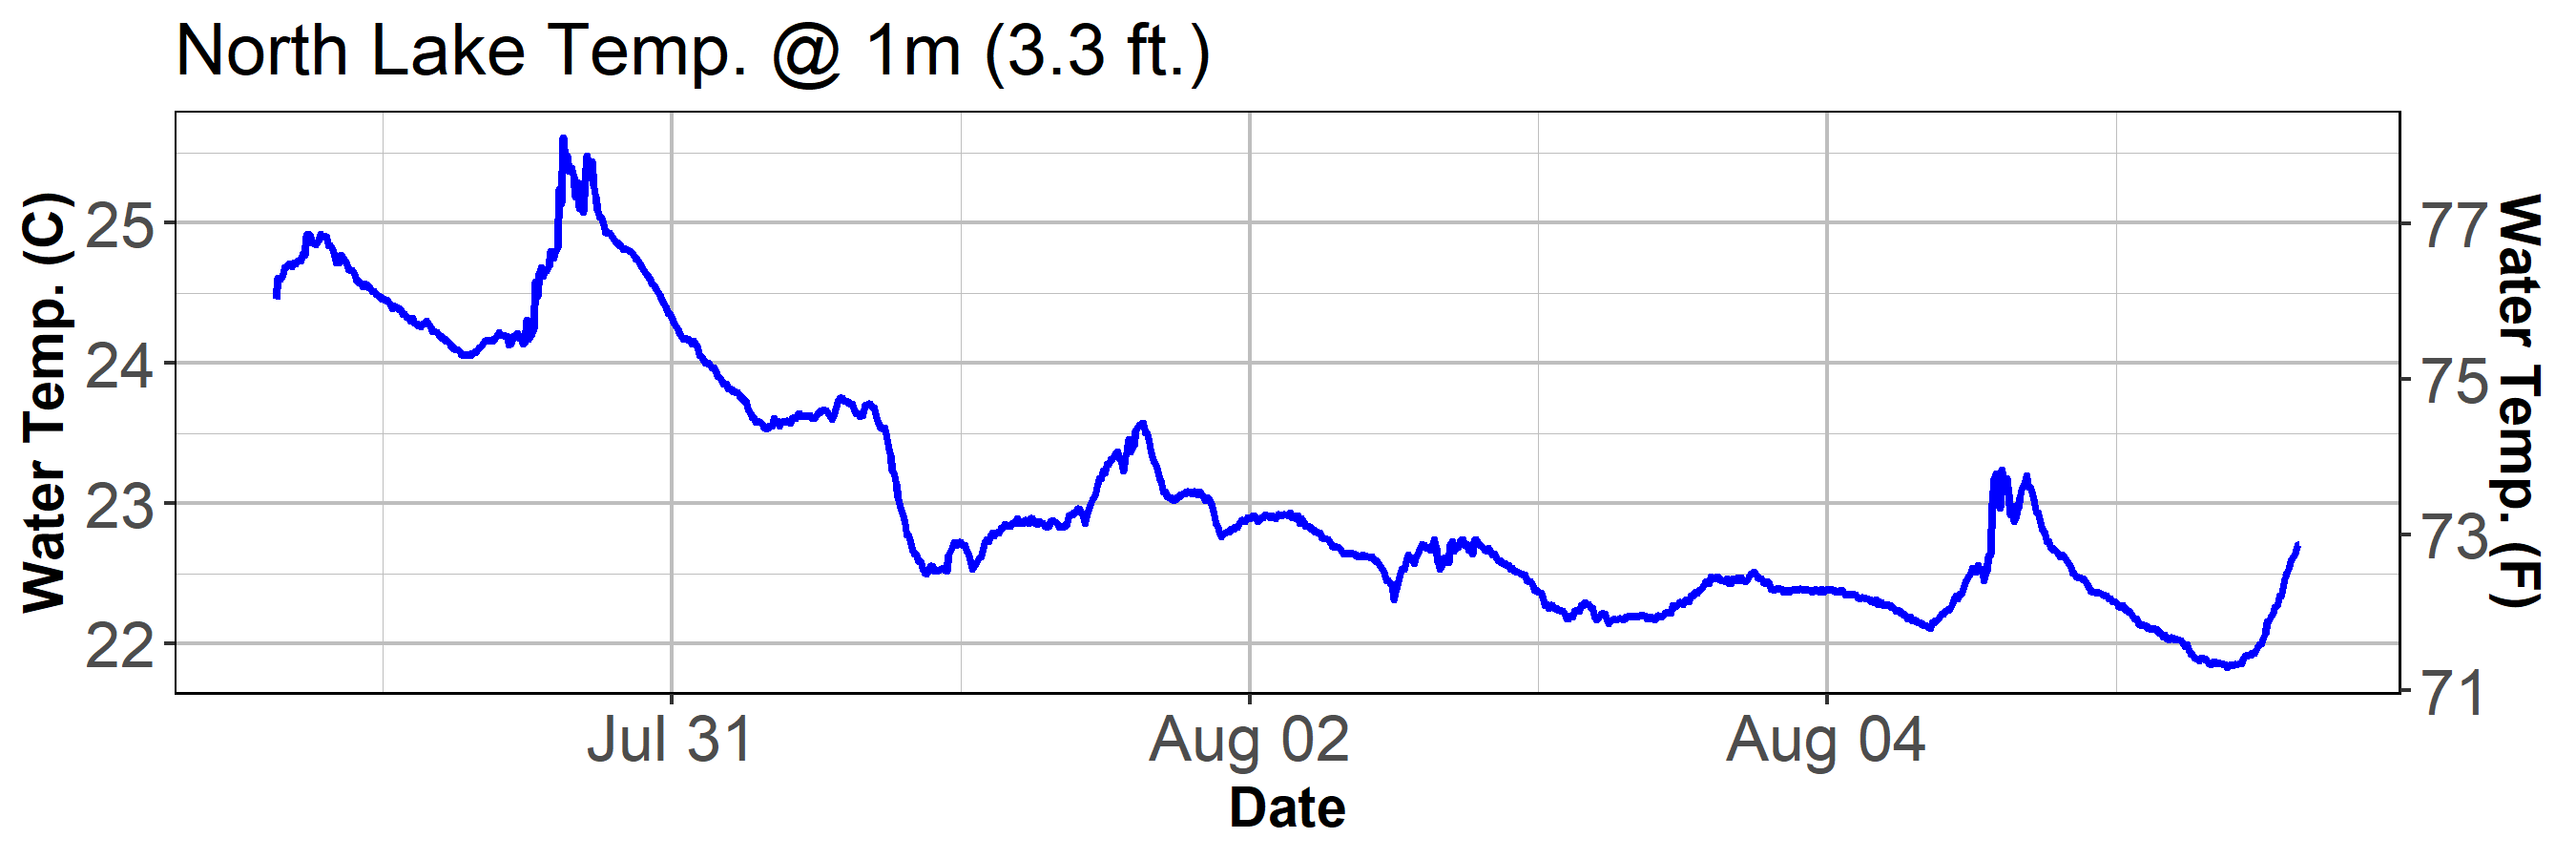 North Lake Temp. @ 1m (3.3 ft.)
Water Temp. (C)
25
24
23
22
77
75
73
71
Water Temp. (F)
Jul 31
Aug 02
Aug 04
Date